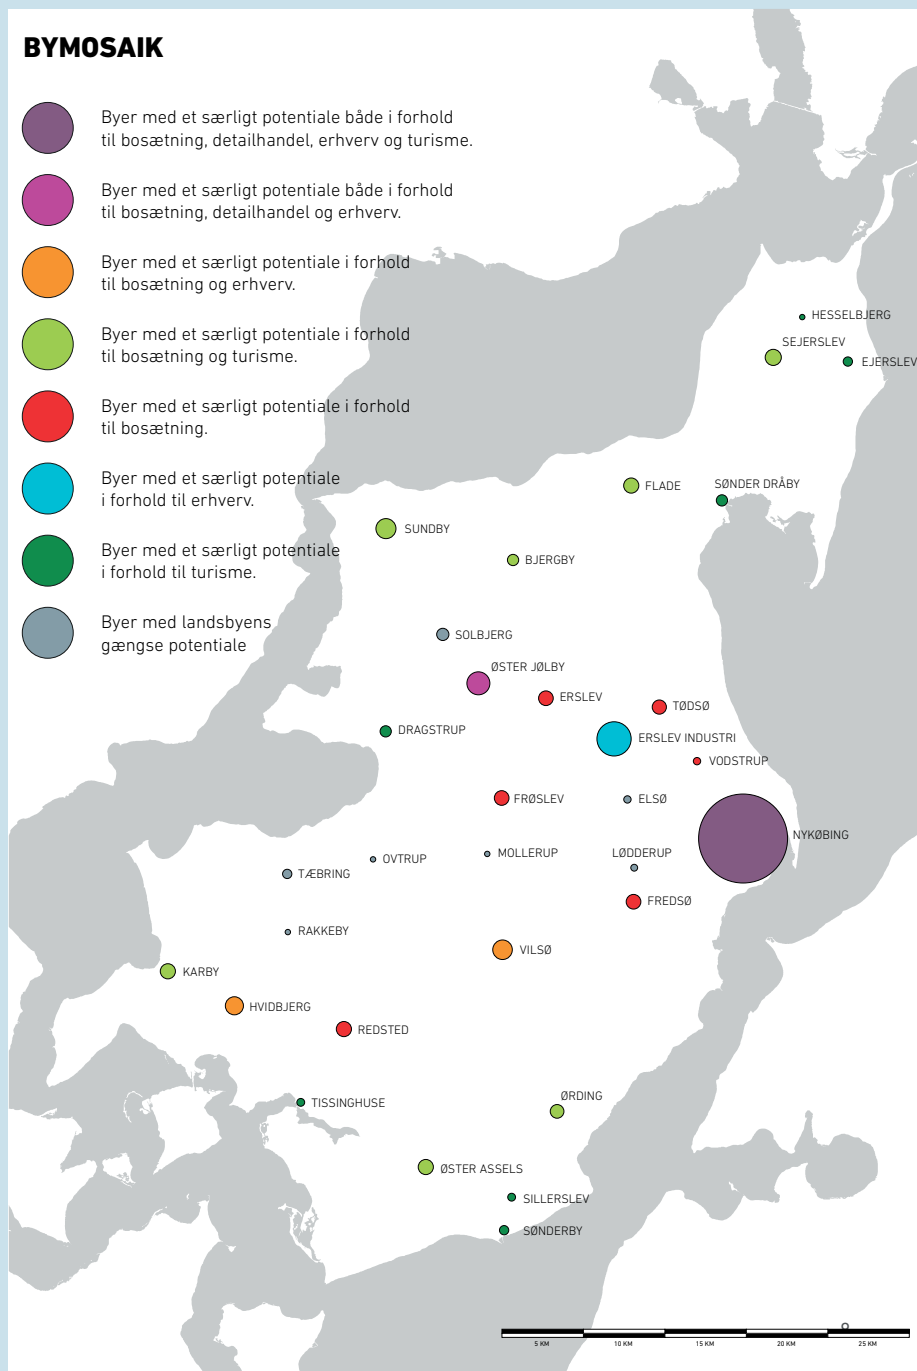 BYMOSAIK
Byer med et særligt potentiale både i forhold
til bosætning, detailhandel, erhverv og turisme.
Byer med et særligt potentiale både i forhold
til bosætning, detailhandel og erhverv.
Byer med et særligt potentiale i forhold
til bosætning og erhverv.
Byer med et særligt potentiale i forhold
til bosætning og turisme.
Byer med et særligt potentiale i forhold
til bosætning.
Byer med et særligt potentiale
i forhold til erhverv.
Byer med et særligt potentiale
i forhold til turisme.
Byer med landsbyens
gængse potentiale
HESSELBJERG
SEJERSLEV
EJERSLEV
FLADE
SØNDER DRÅBY
SUNDBY
BJERGBY
SOLBJERG
ØSTER JØLBY
ERSLEV
TØDSØ
DRAGSTRUP
ERSLEV INDUSTRI
VODSTRUP
FRØSLEV
ELSØ
NYKØBING
OVTRUP
MOLLERUP
LØDDERUP
TÆBRING
FREDSØ
RAKKEBY
VILSØ
KARBY
HVIDBJERG
REDSTED
ØRDING
TISSINGHUSE
ØSTER ASSELS
SILLERSLEV
SØNDERBY
5 KM
10 KM
15 KM
20 KM
25 KM